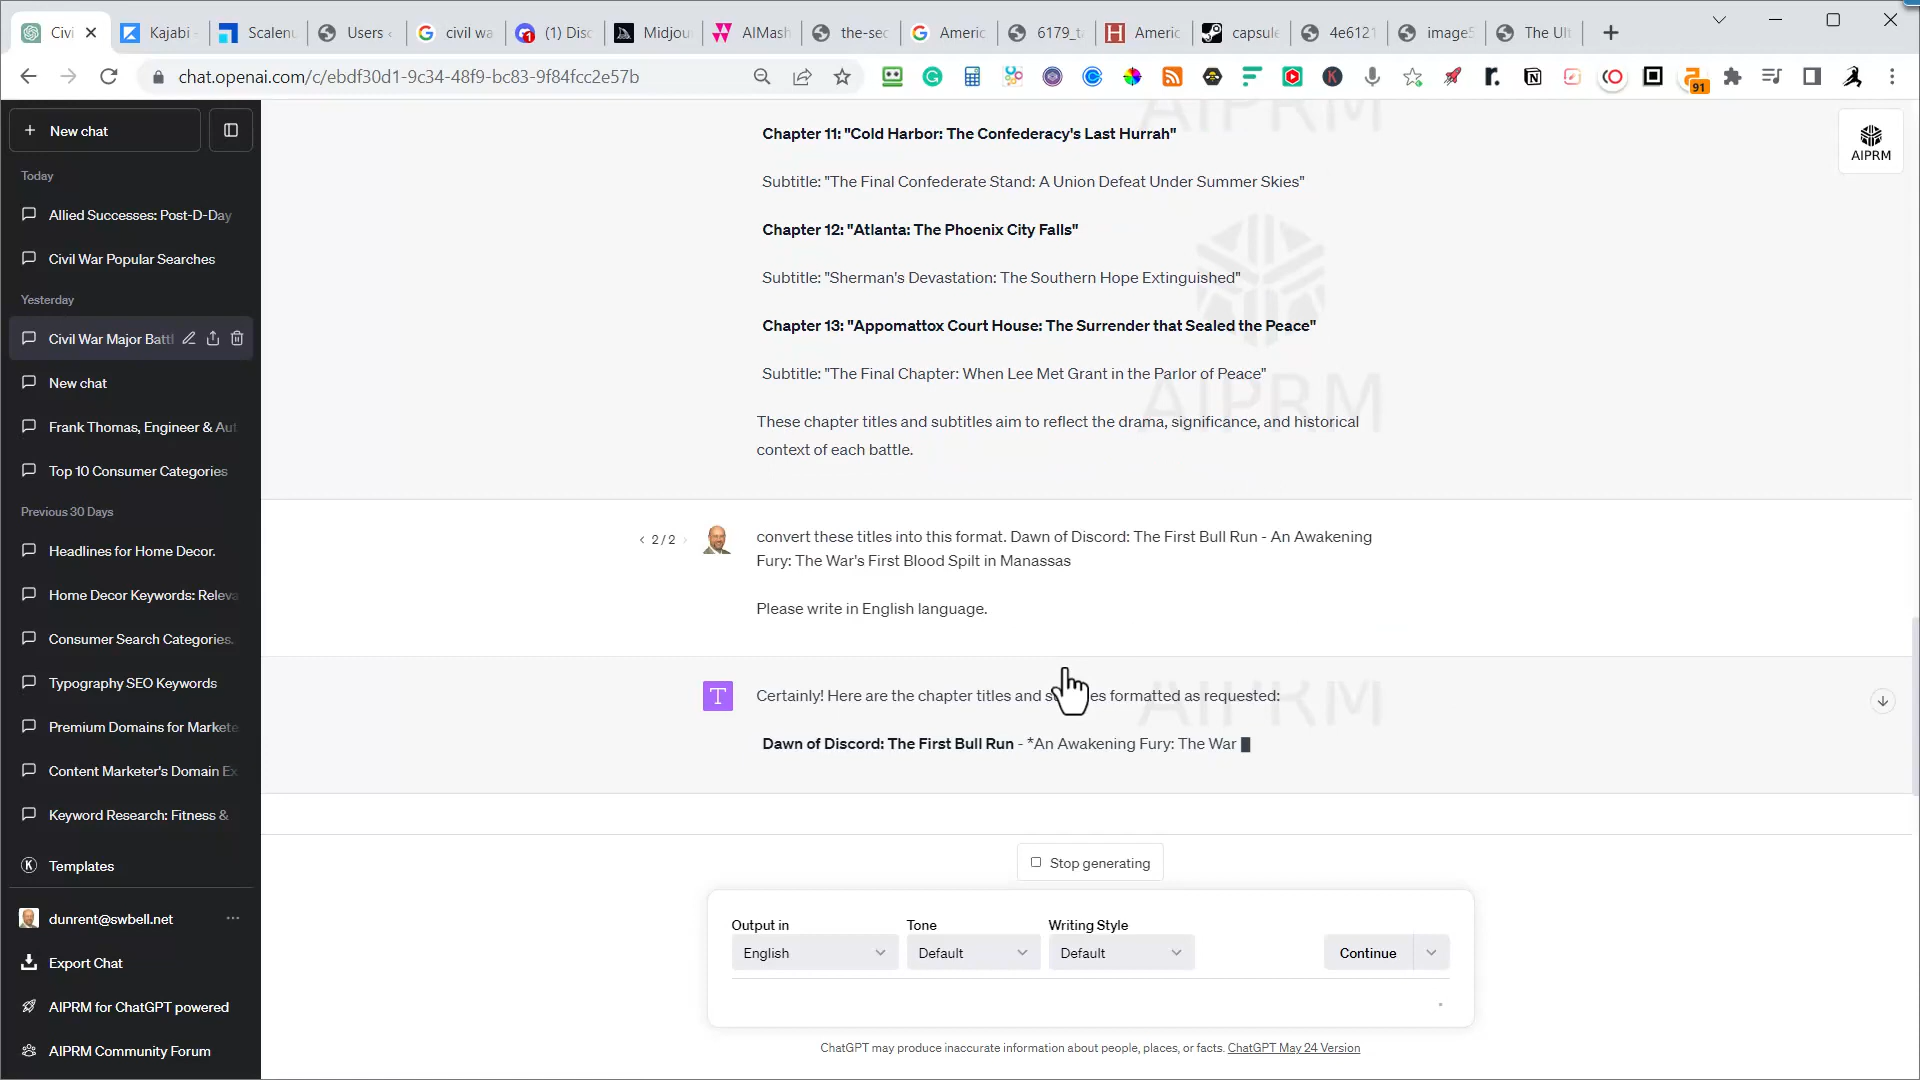 Civi
Kajabi -
Scalenu
Users ‹
civil wa
(1) Disc
Midjou
AIMash
the-sec
Americ
6179_t
Americ
capsule
4e6121
image5
The Ult
chat.openai.com/c/ebdf30d1-9c34-48f9-bc83-9f84fcc2e57b
91
New chat
Today
Allied Successes: Post-D-Day
Civil War Popular Searches
Yesterday
Civil War Major Battl
New chat
Frank Thomas, Engineer & Aut
Top 10 Consumer Categories
Previous 30 Days
Headlines for Home Decor.
Home Decor Keywords: Releva
Consumer Search Categories.
Typography SEO Keywords
Premium Domains for Markete
Content Marketer's Domain Ex
Keyword Research: Fitness &
Templates
dunrent@swbell.net
Export Chat
AIPRM for ChatGPT powered
AIPRM Community Forum
AIPRM
AIPRM
Chapter 11: "Cold Harbor: The Confederacy's Last Hurrah"
Subtitle: "The Final Confederate Stand: A Union Defeat Under Summer Skies"
Chapter 12: "Atlanta: The Phoenix City Falls"
Subtitle: "Sherman's Devastation: The Southern Hope Extinguished"
Chapter 13: "Appomattox Court House: The Surrender that Sealed the Peace"
Subtitle: "The Final Chapter: When Lee Met Grant in the Parlor of Peace"
AIPRM
These chapter titles and subtitles aim to reflect the drama, significance, and historical
context of each battle.
2 / 2
convert these titles into this format. Dawn of Discord: The First Bull Run - An Awakening
Fury: The War's First Blood Spilt in Manassas
Please write in English language.
T
Certainly! Here are the chapter titles and formatted as requested:
AIPRM
Dawn of Discord: The First Bull Run - *An Awakening Fury: The War
Stop generating
Output in
Tone
Writing Style
English
Default
Default
Continue
ChatGPT may produce inaccurate information about people, places, or facts. ChatGPT May 24 Version